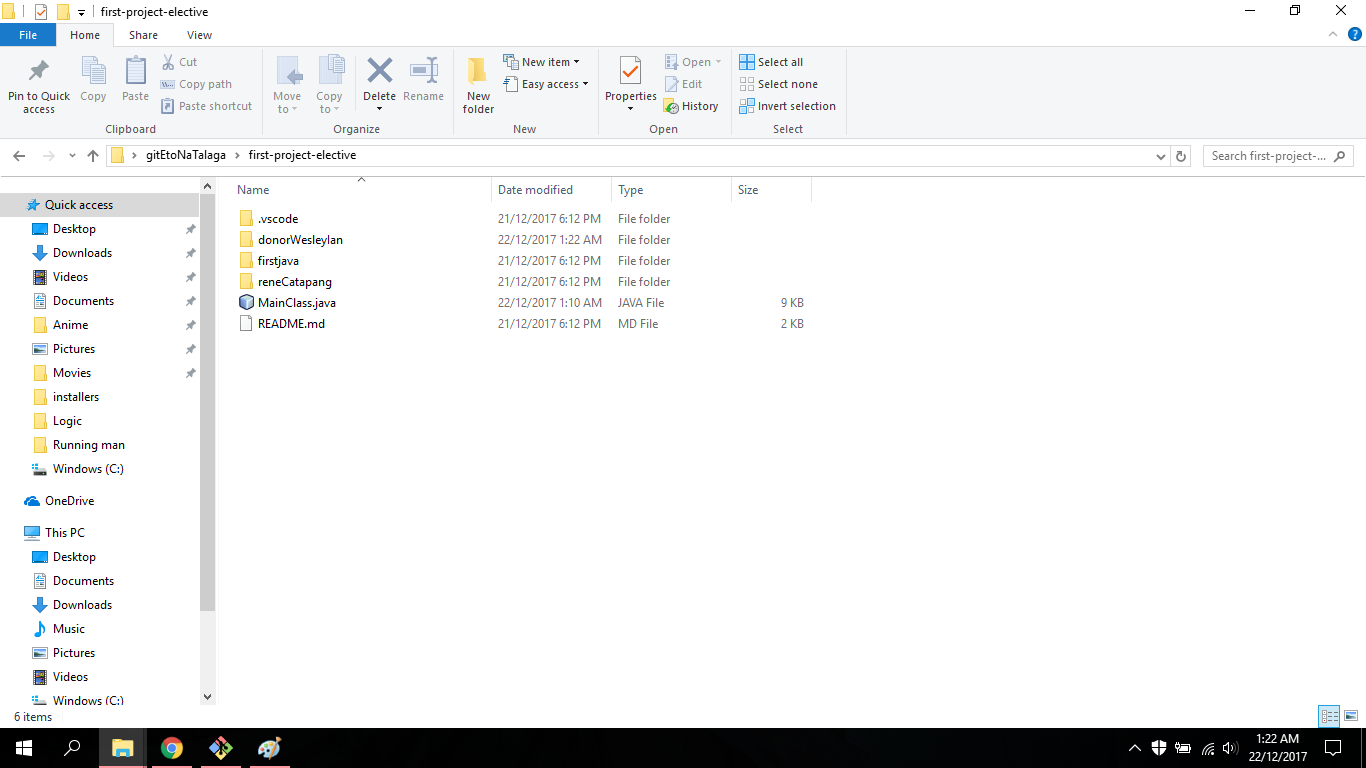 first-project-elective
File Home Share View
Pin to Quick access
Copy
Paste
Cut
Copy path
Paste shortcut
Clipboard
Move to
Copy to
Delete
Rename
Organize
New folder
New item
Easy access
New
Properties
Open
Edit
History
Open
Select all
Select none
Invert selection
Select
gitEtoNaTalaga > first-project-elective
Search first-project-...
Quick access
Desktop
Downloads
Videos
Documents
Anime
Pictures
Movies
installers
Logic
Running man
Windows (C:)
OneDrive
This PC
Desktop
Documents
Downloads
Music
Pictures
Videos
Windows (C:)
Name Date modified Type Size
.vscode 21/12/2017 6:12 PM File folder
donorWesleylan 22/12/2017 1:22 AM File folder
firstjava 21/12/2017 6:12 PM File folder
reneCatapang 21/12/2017 6:12 PM File folder
MainClass.java 22/12/2017 1:10 AM JAVA File 9 KB
README.md 21/12/2017 6:12 PM MD File 2 KB
6 items
1:22 AM
22/12/2017